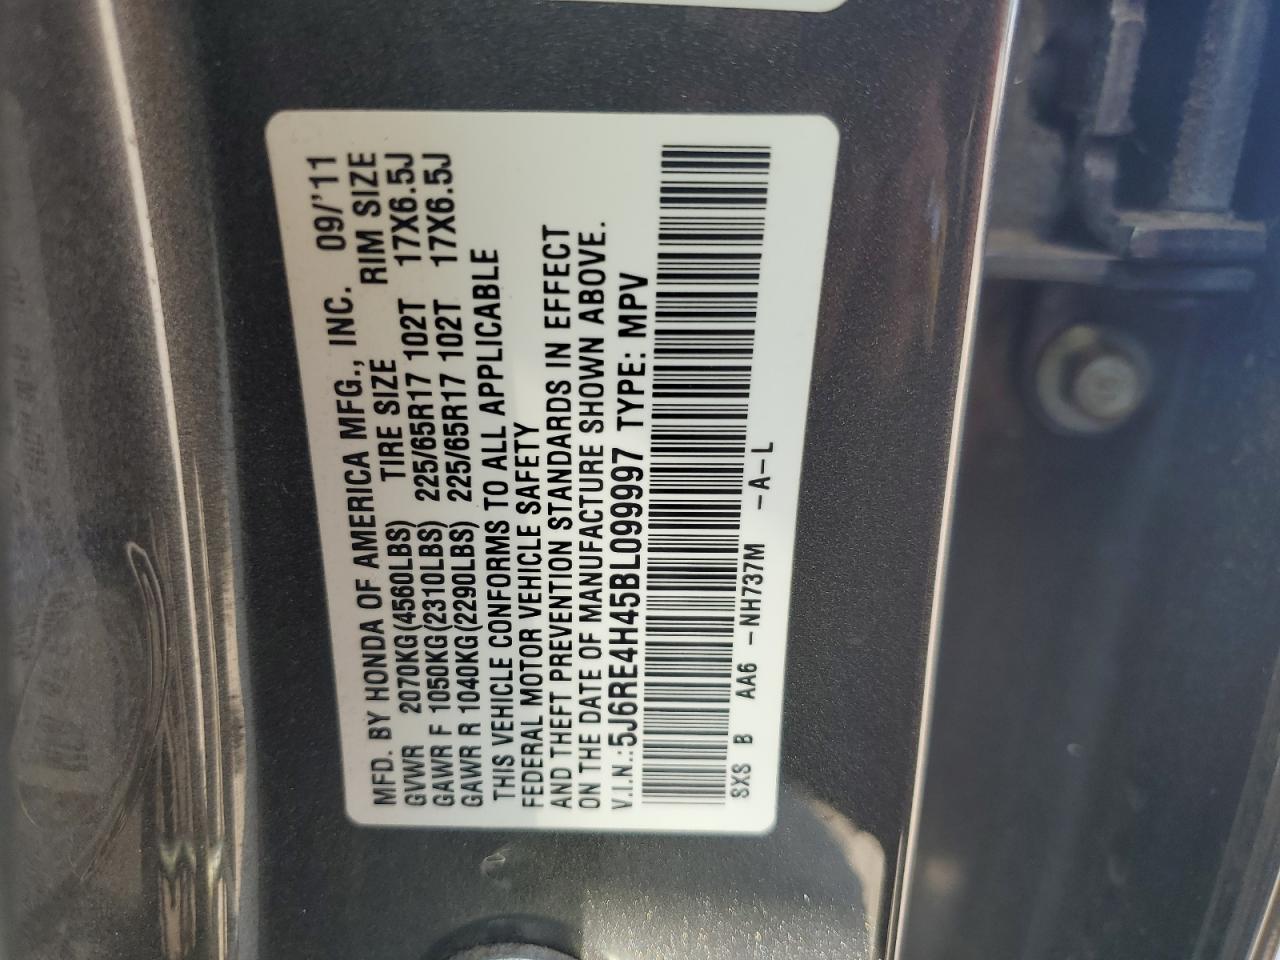 MFD. BY HONDA OF AMERICA MFG., INC. 09/'11
GVWR 2070KG(4560LBS) TIRE SIZE RIM SIZE
GAWR F 1050KG(2310LBS) 225/65R17 102T 17X6.5J
GAWR R 1040KG(2290LBS) 225/65R17 102T 17X6.5J
THIS VEHICLE CONFORMS TO ALL APPLICABLE
FEDERAL MOTOR VEHICLE SAFETY
AND THEFT PREVENTION STANDARDS IN EFFECT
ON THE DATE OF MANUFACTURE SHOWN ABOVE.
V.I.N.:5J6RE4H45BL099997 TYPE: MPV
SXS B AA6 -NH737M -A-L